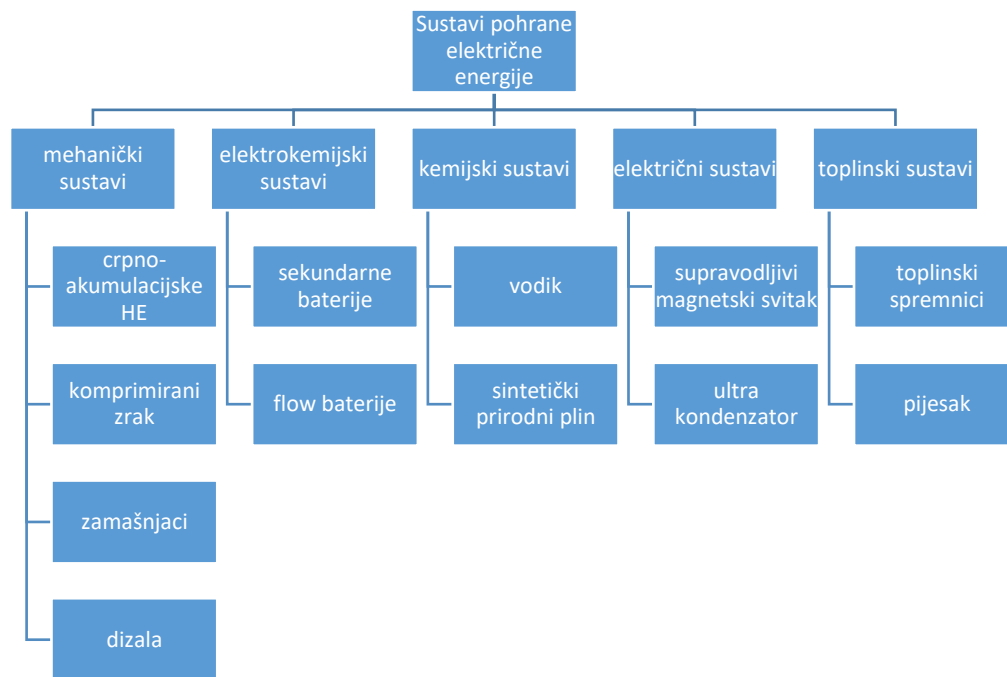 Sustavi pohrane
električne
energije
mehanički
sustavi
elektrokemijski
sustavi
kemijski sustavi
električni sustavi
toplinski sustavi
crpno-
akumulacijske
HE
sekundarne
baterije
vodik
supravodljivi
magnetski svitak
toplinski
spremnici
komprimirani
zrak
flow baterije
sintetički
prirodni plin
ultra
kondenzator
pijesak
zamašnjaci
dizala